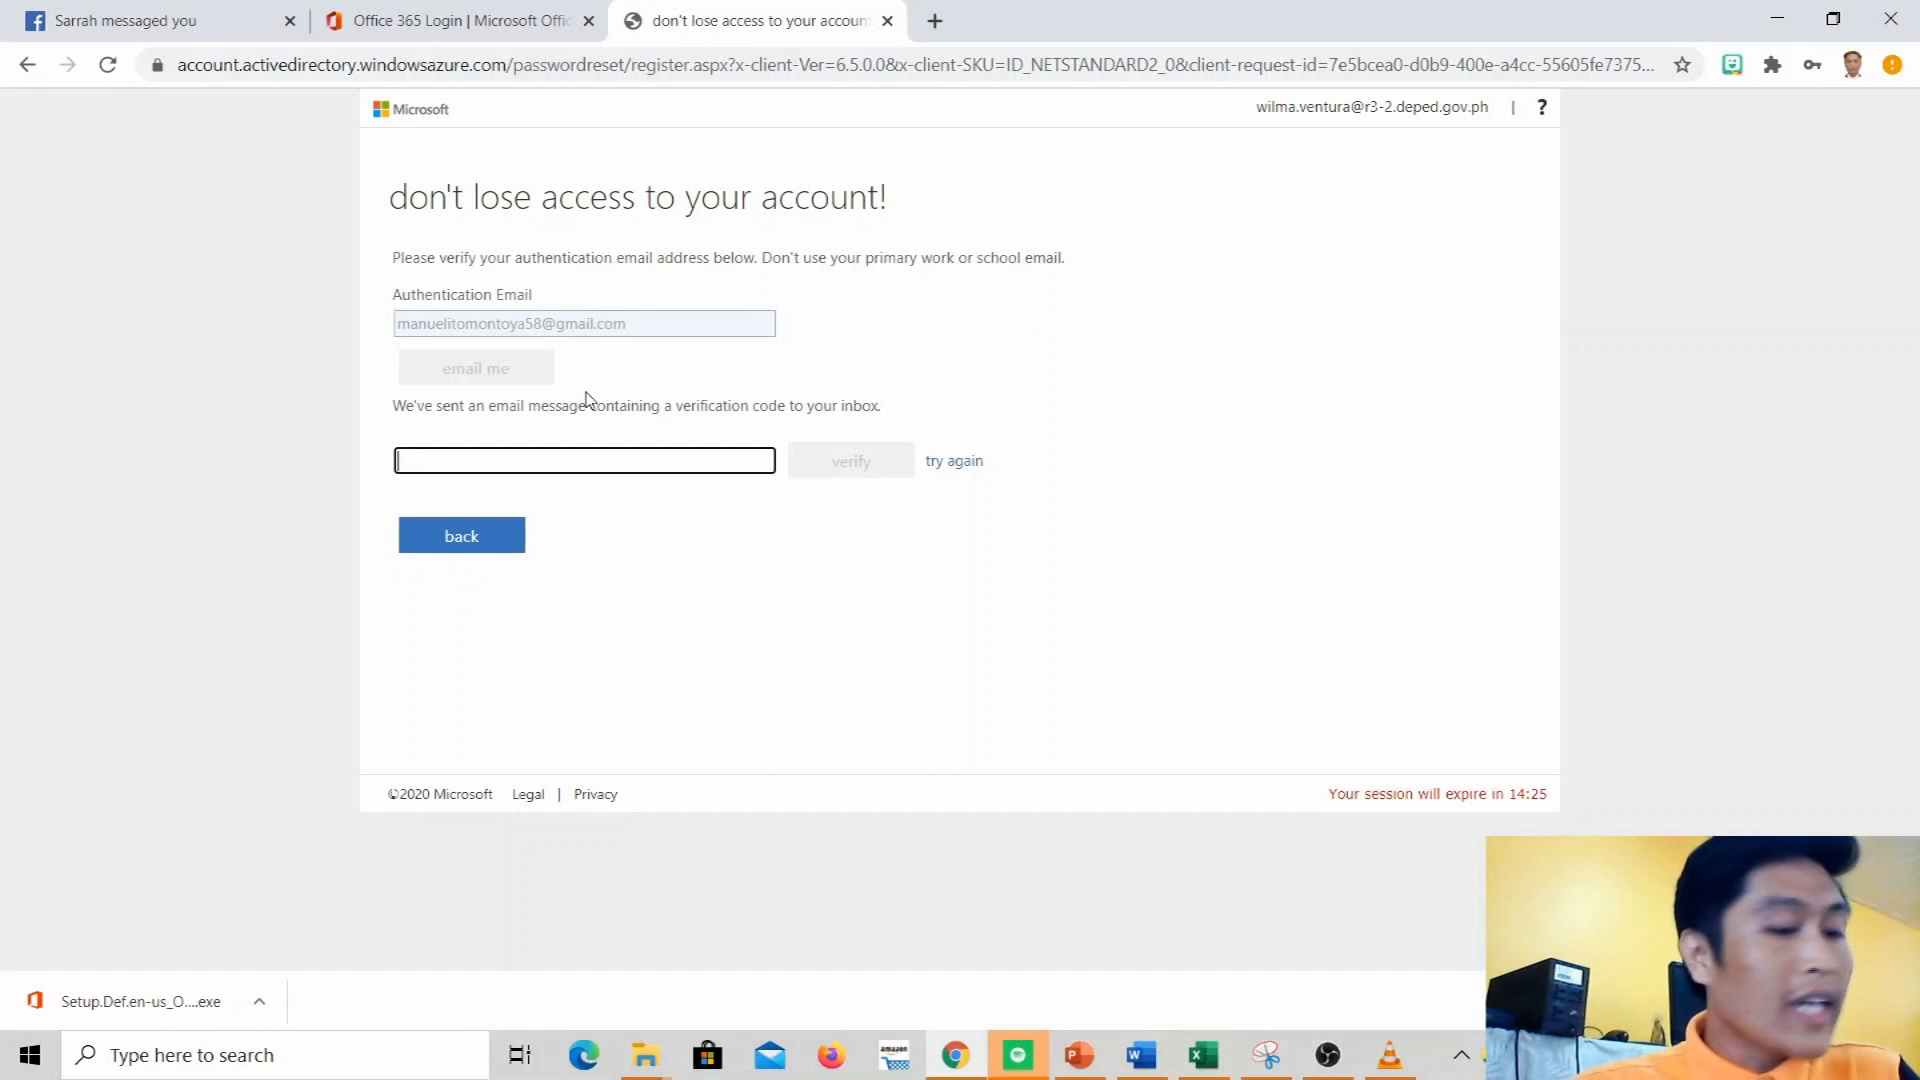 Sarrah messaged you
Office 365 Login | Microsoft Offic
don't lose access to your accoun
account.activedirectory.windowsazure.com/passwordreset/register.aspx?x-client-Ver=6.5.0.0&x-client-SKU=ID_NETSTANDARD2_0&client-request-id=7e5bcea0-d0b9-400e-a4cc-55605fe7375...
Microsoft
wilma.ventura@r3-2.deped.gov.ph | ?
don't lose access to your account!
Please verify your authentication email address below. Don't use your primary work or school email.
Authentication Email
manuelitomontoya58@gmail.com
email me
We've sent an email message containing a verification code to your inbox.
verify try again
back
©2020 Microsoft Legal | Privacy
Your session will expire in 14:25
Setup.Def.en-us_O....exe
Type here to search
amazon